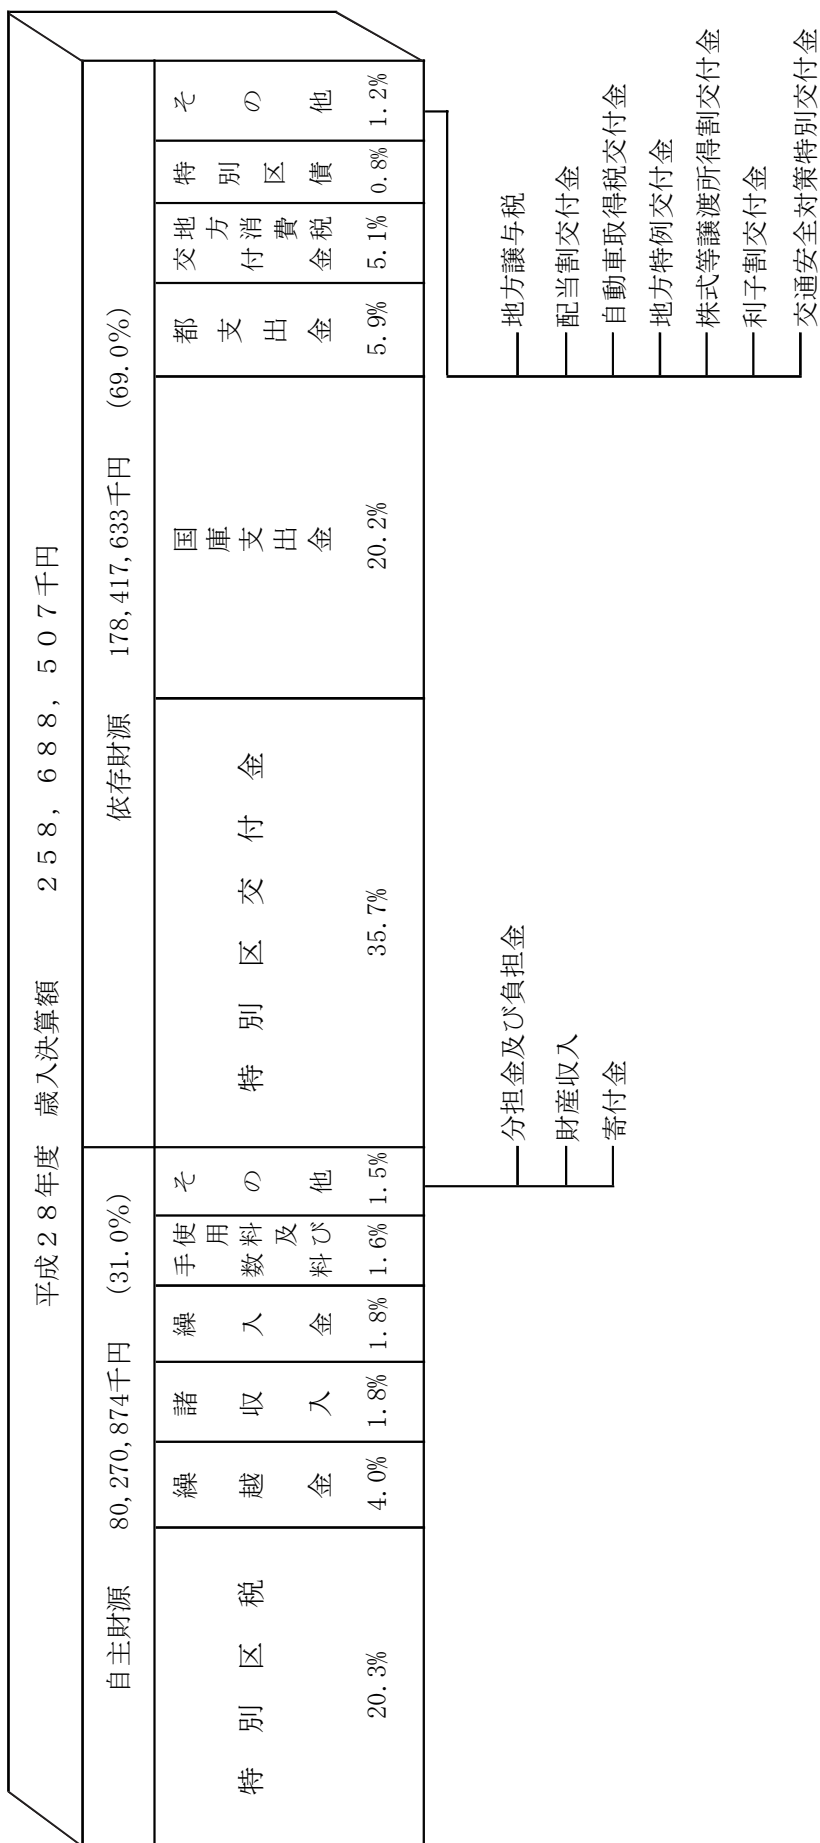 平成２８年度　歳入決算額　　２５８，６８８，５０７千円
自主財源　80,270,874千円　(31.0%)
依存財源　178,417,633千円　(69.0%)
特別区税
20.3%
繰越金
4.0%
諸収入
1.8%
繰入金
1.8%
使用料及び
手数料
1.6%
その他
1.5%
特別区交付金
35.7%
国庫支出金
20.2%
都支出金
5.9%
地方消費税
交付金
5.1%
特別区債
0.8%
その他
1.2%
分担金及び負担金
財産収入
寄付金
地方譲与税
配当割交付金
自動車取得税交付金
地方特例交付金
株式等譲渡所得割交付金
利子割交付金
交通安全対策特別交付金